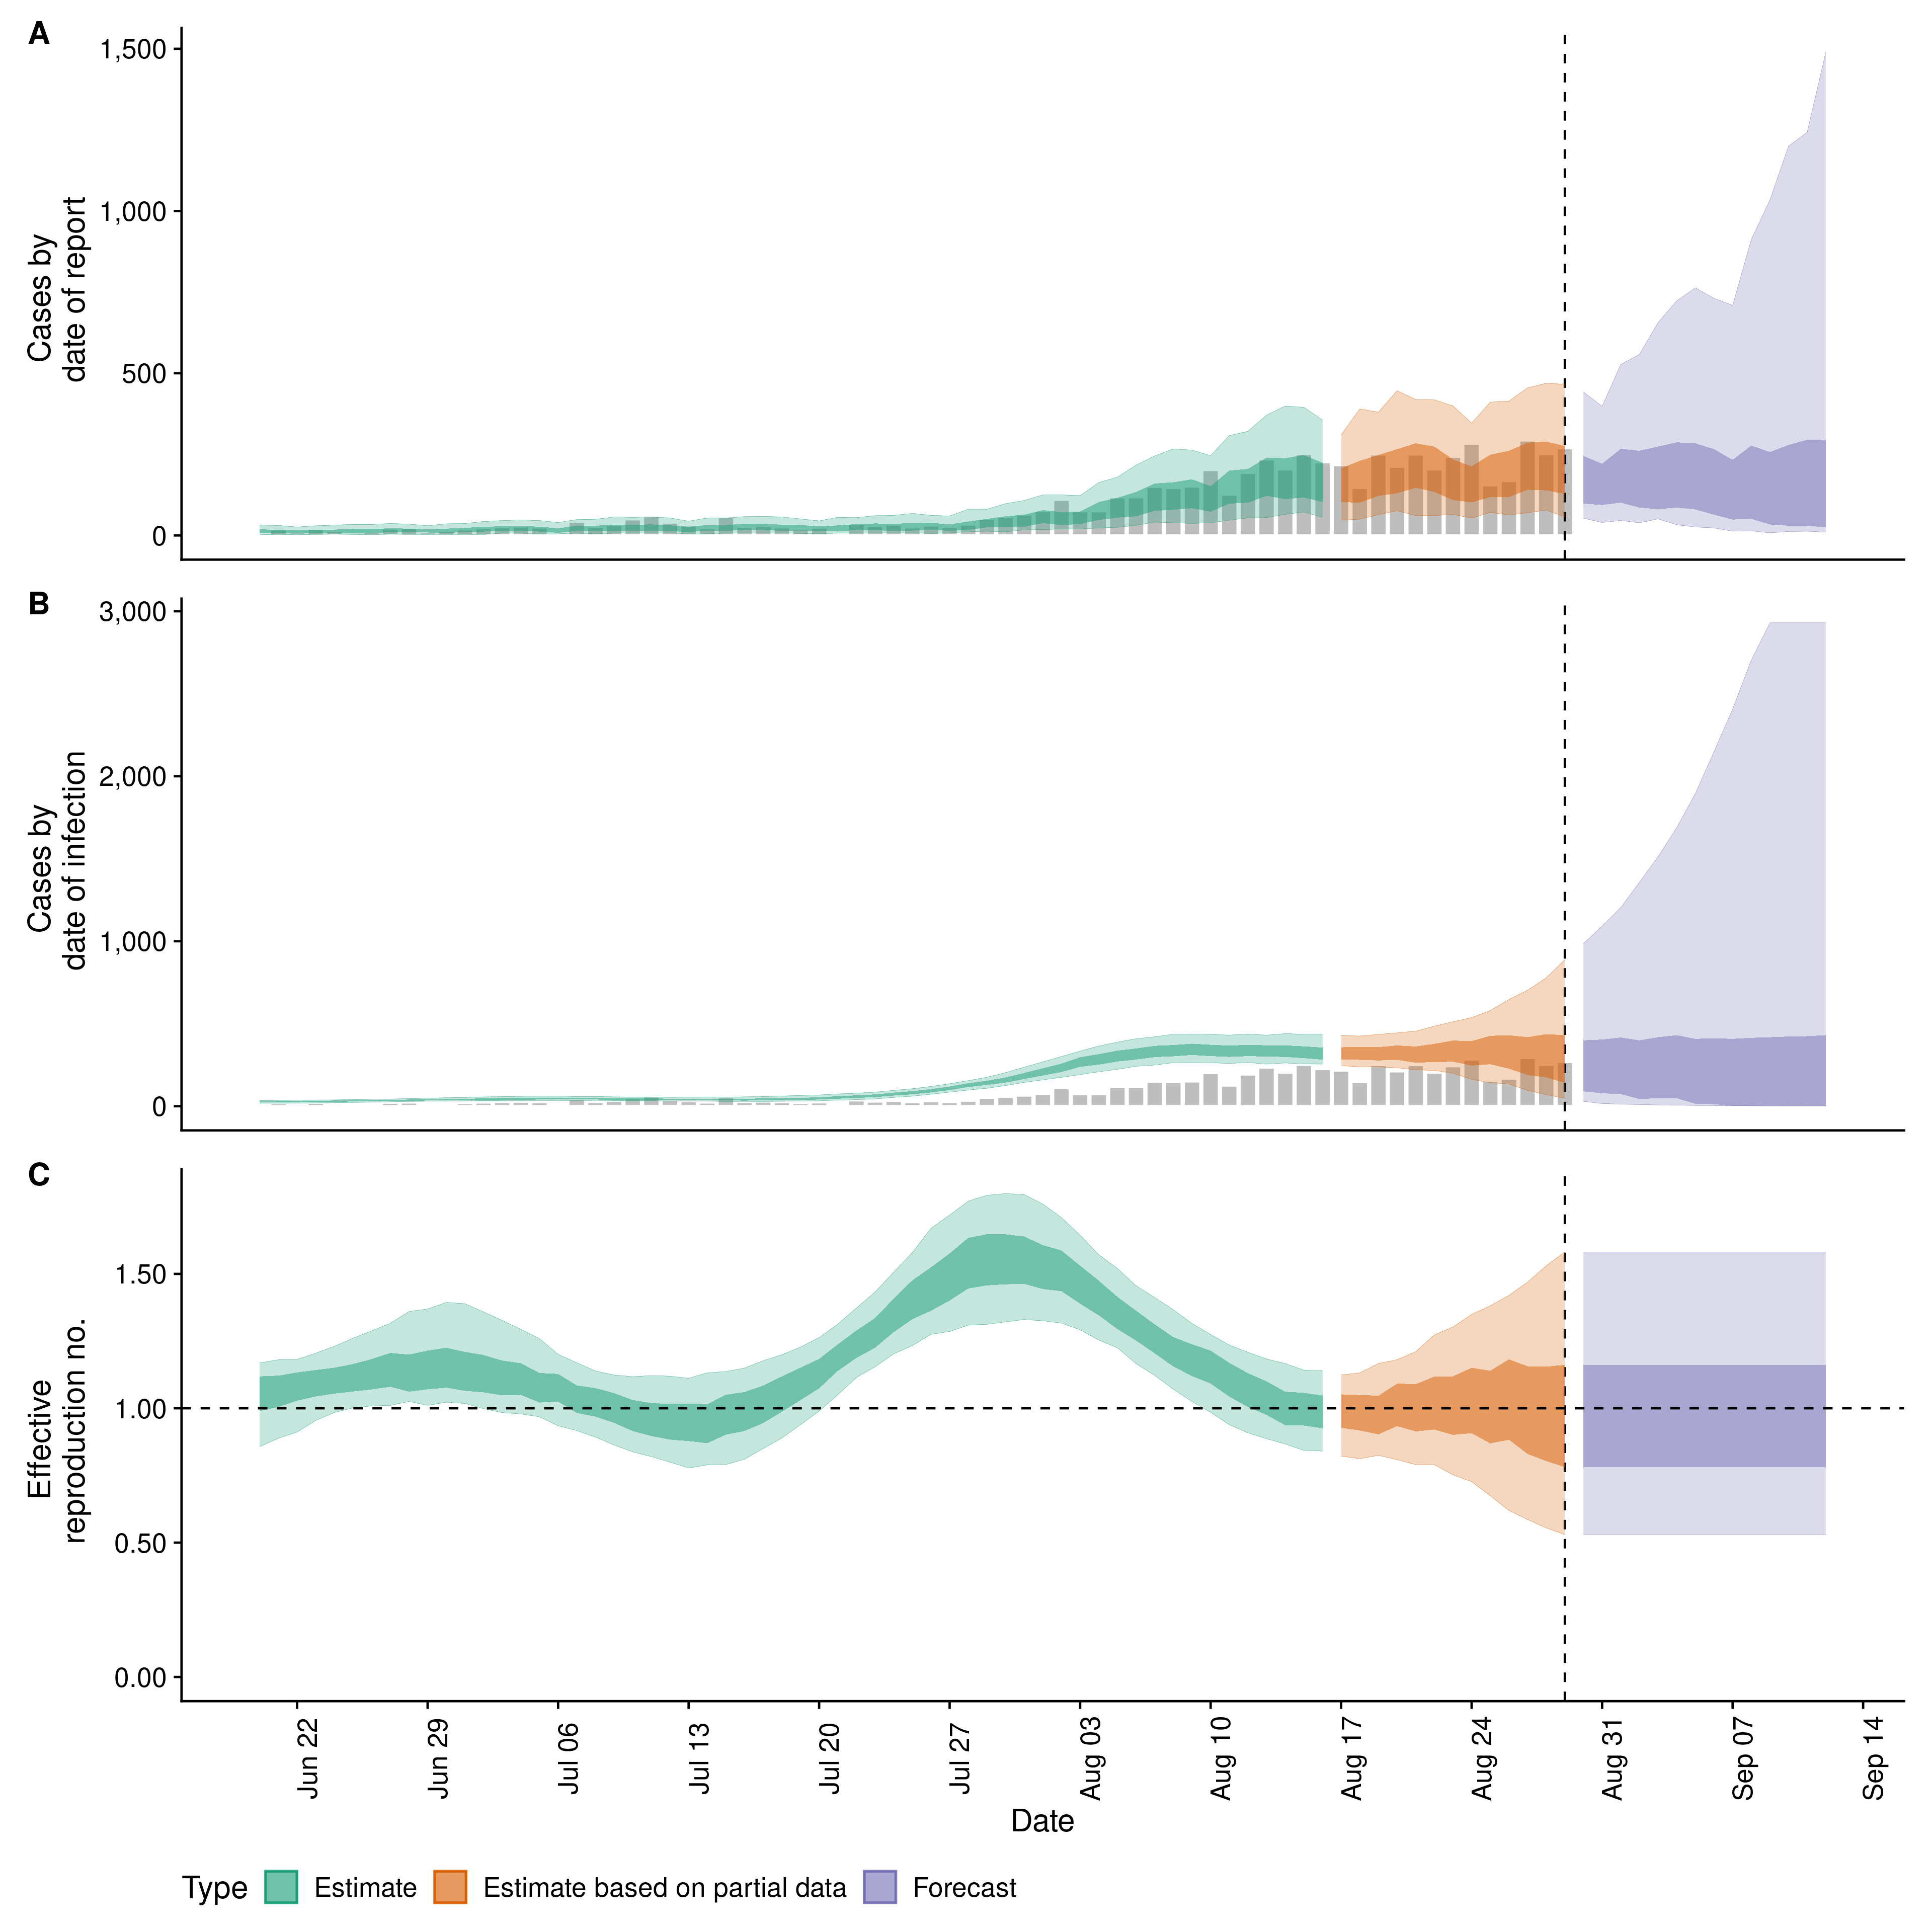 A
1,500
1,000
500
0
Cases by
date of report
B
3,000
2,000
1,000
0
Cases by
date of infection
C
1.50
1.00
0.50
0.00
Effective
reproduction no.
Jun 22
Jun 29
Jul 06
Jul 13
Jul 20
Jul 27
Aug 03
Aug 10
Aug 17
Aug 24
Aug 31
Sep 07
Sep 14
Date
Type Estimate Estimate based on partial data Forecast